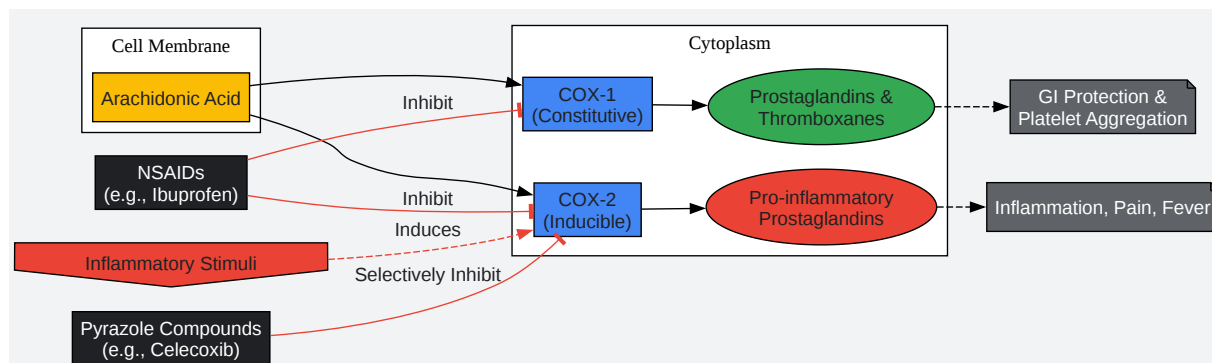 Cell Membrane
Arachidonic Acid
NSAIDs
(e.g., Ibuprofen)
Inflammatory Stimuli
Pyrazole Compounds
(e.g., Celecoxib)
Inhibit
Inhibit
Induces
Selectively Inhibit
Cytoplasm
COX-1
(Constitutive)
Prostaglandins &
Thromboxanes
COX-2
(Inducible)
Pro-inflammatory
Prostaglandins
GI Protection &
Platelet Aggregation
Inflammation, Pain, Fever